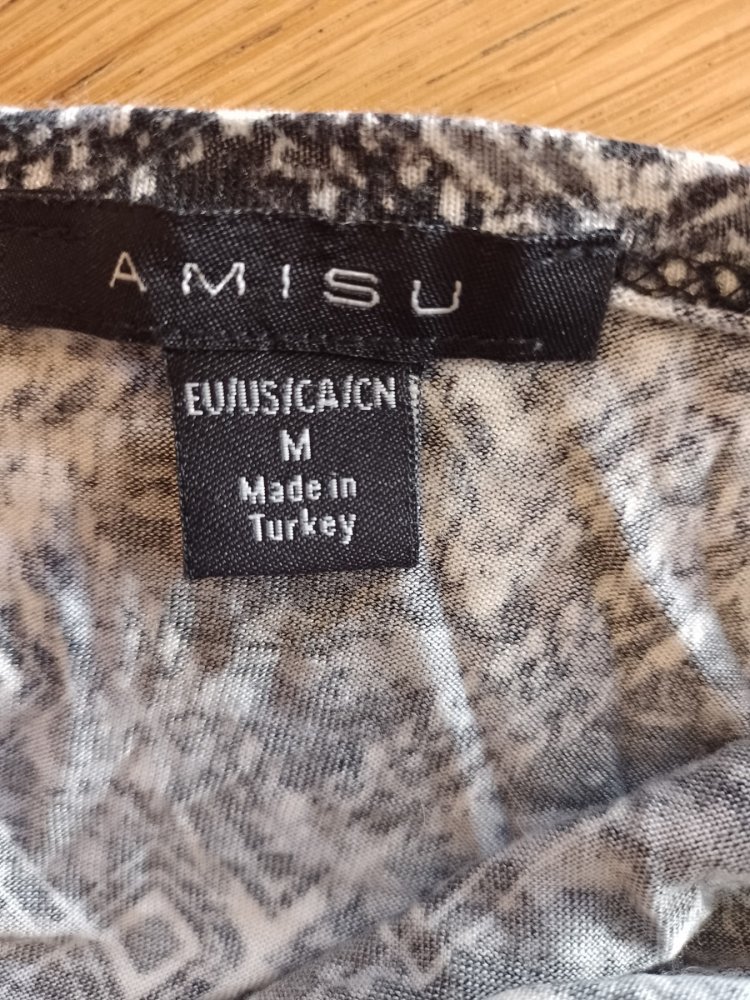 AMISU
EU/US/CA/CN
M
Made in
Turkey